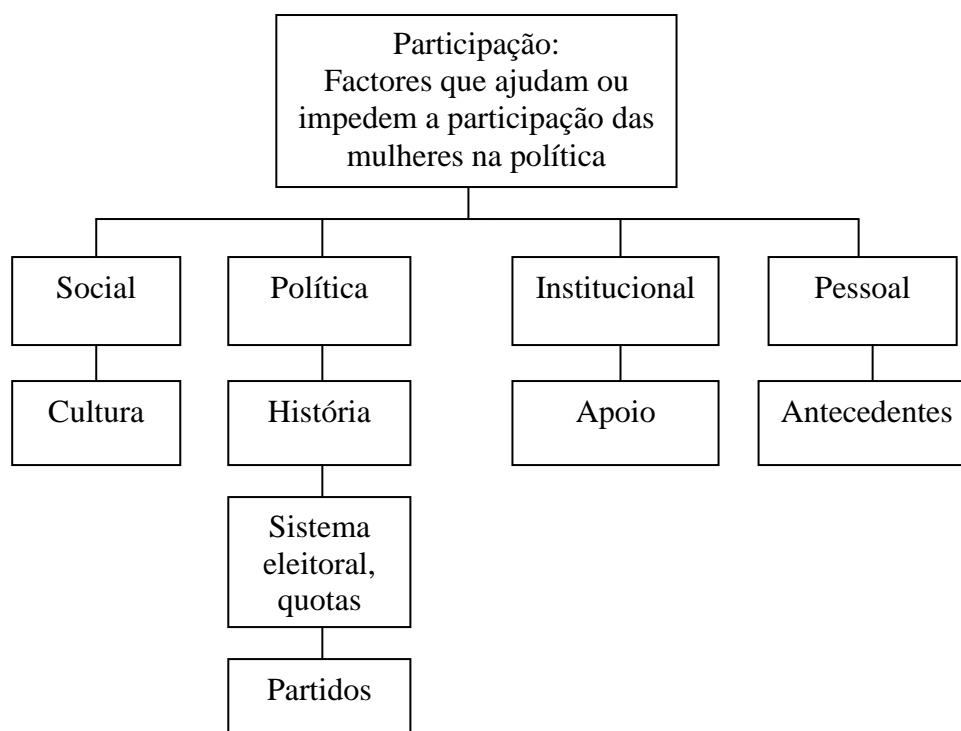 Participação:
Factores que ajudam ou
impedem a participação das
mulheres na política
Social
Política
Institucional
Pessoal
Cultura
História
Apoio
Antecedentes
Sistema
eleitoral,
quotas
Partidos